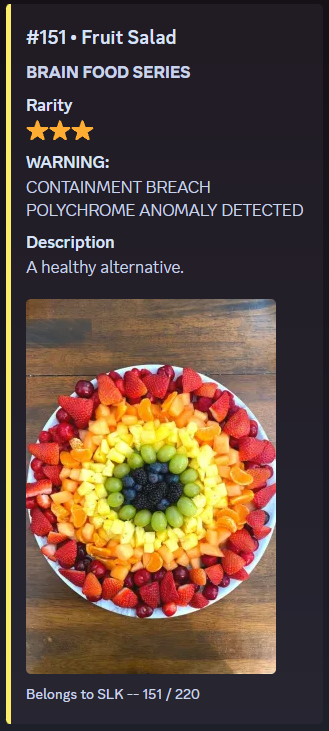 #151 • Fruit Salad
BRAIN FOOD SERIES
Rarity
⭐⭐⭐
WARNING:
CONTAINMENT BREACH
POLYCHROME ANOMALY DETECTED
Description
A healthy alternative.
Belongs to SLK -- 151 / 220